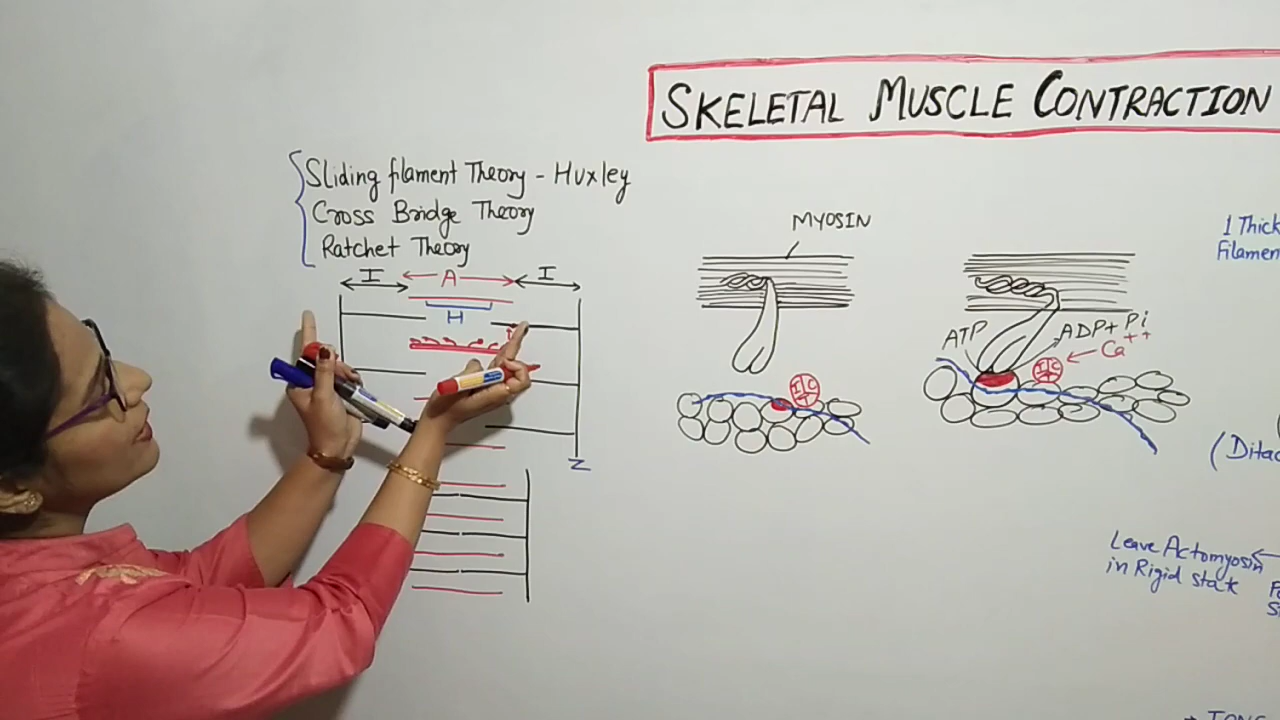 SKELETAL MUSCLE CONTRACTION
Sliding filament Theory - Huxley
Cross Bridge Theory
Ratchet Theory
I A I
H
Z
MYOSIN
I C
T
ATP
ADP+ Pi
Ca++
I C
T
1 Thick
Filamen
(Ditac
Leave Actomyosin
in Rigid state